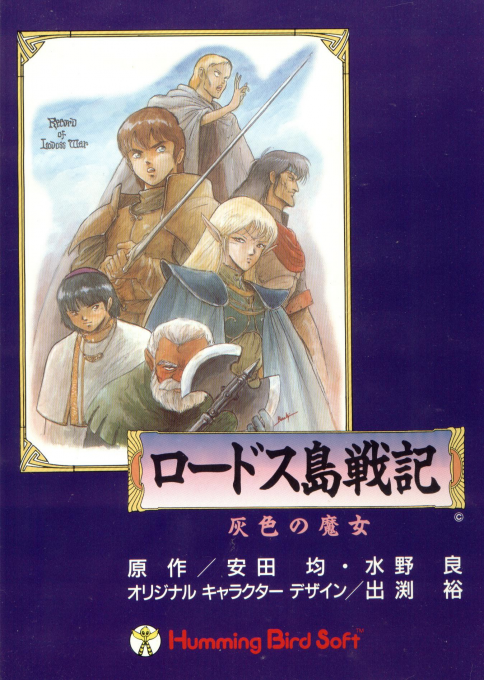 Record
of
Lodoss War
ロードス島戦記
©
灰色の魔女
原作／安田 均・水野 良
オリジナル キャラクター デザイン／出渕 裕
Humming Bird Soft™